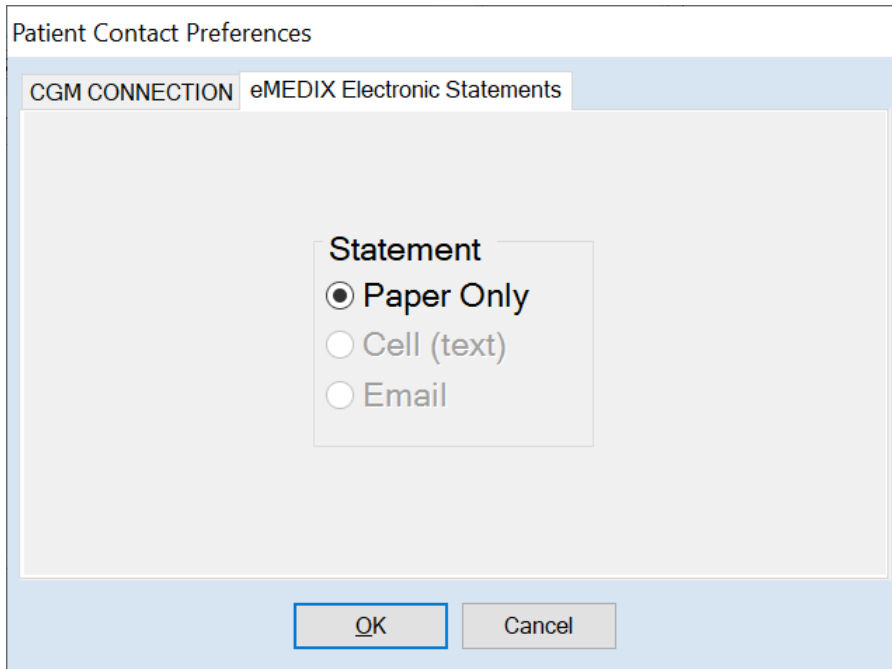 Patient Contact Preferences
CGM CONNECTION eMEDIX Electronic Statements
Statement
Paper Only
Cell (text)
Email
OK Cancel